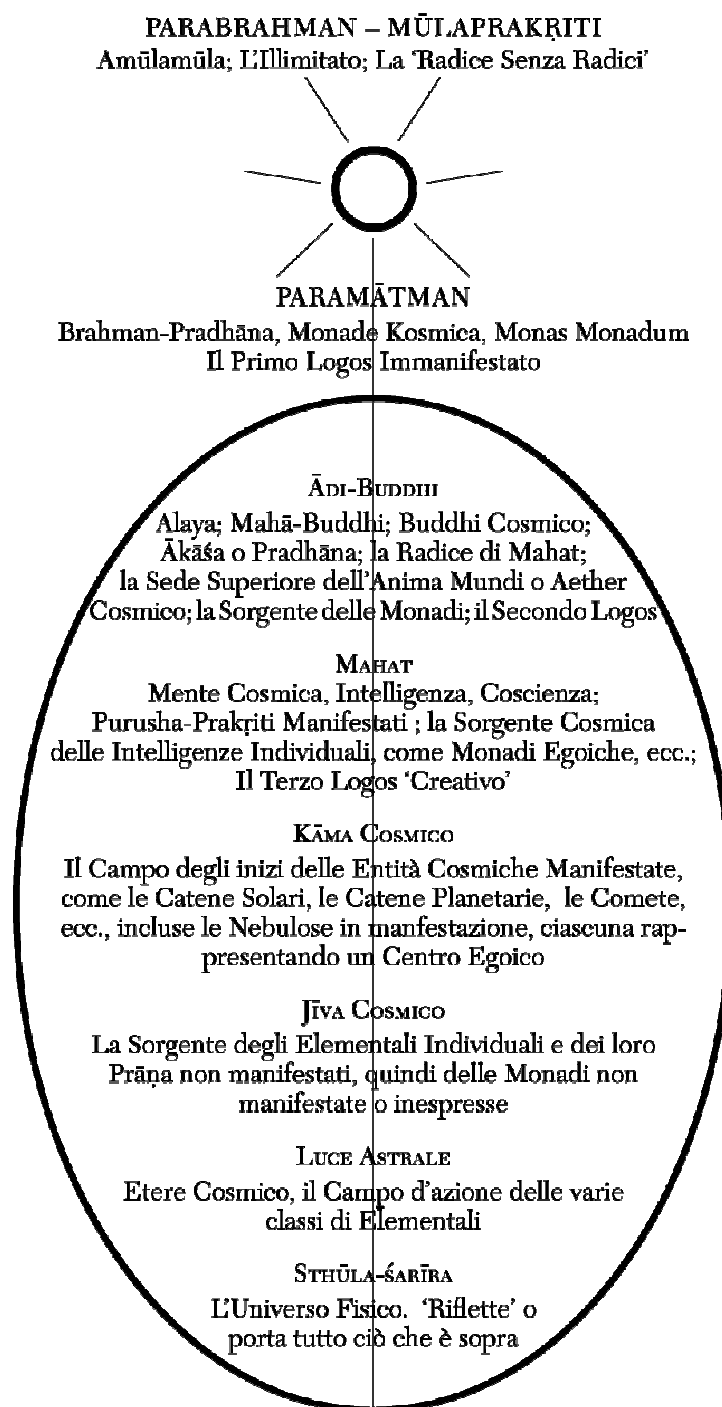 PARABRAHMAN – MŪLAPRAKṚITI
Amūlamūla; L'Illimitato; La 'Radice Senza Radici'
PARAMĀTMAN
Brahman-Pradhāna, Monade Kosmica, Monas Monadum
Il Primo Logos Immanifestato
ĀDI-BUDDHI
Alaya; Mahā-Buddhi; Buddhi Cosmico;
Ākāśa o Pradhāna; la Radice di Mahat;
la Sede Superiore dell'Anima Mundi o Aether
Cosmico; la Sorgente delle Monadi; il Secondo Logos
MAHAT
Mente Cosmica, Intelligenza, Coscienza;
Purusha-Prakṛiti Manifestati ; la Sorgente Cosmica
delle Intelligenze Individuali, come Monadi Egoiche, ecc.;
Il Terzo Logos 'Creativo'
KĀMA COSMICO
Il Campo degli inizi delle Entità Cosmiche Manifestate,
come le Catene Solari, le Catene Planetarie, le Comete,
ecc., incluse le Nebulose in manfestazione, ciascuna rap-
presentando un Centro Egoico
JĪVA COSMICO
La Sorgente degli Elementali Individuali e dei loro
Prāṇa non manifestati, quindi delle Monadi non
manifestate o inespresse
LUCE ASTRALE
Etere Cosmico, il Campo d'azione delle varie
classi di Elementali
STHŪLA-ŚARĪRA
L'Universo Fisico. 'Riflette' o
porta tutto ciò che è sopra